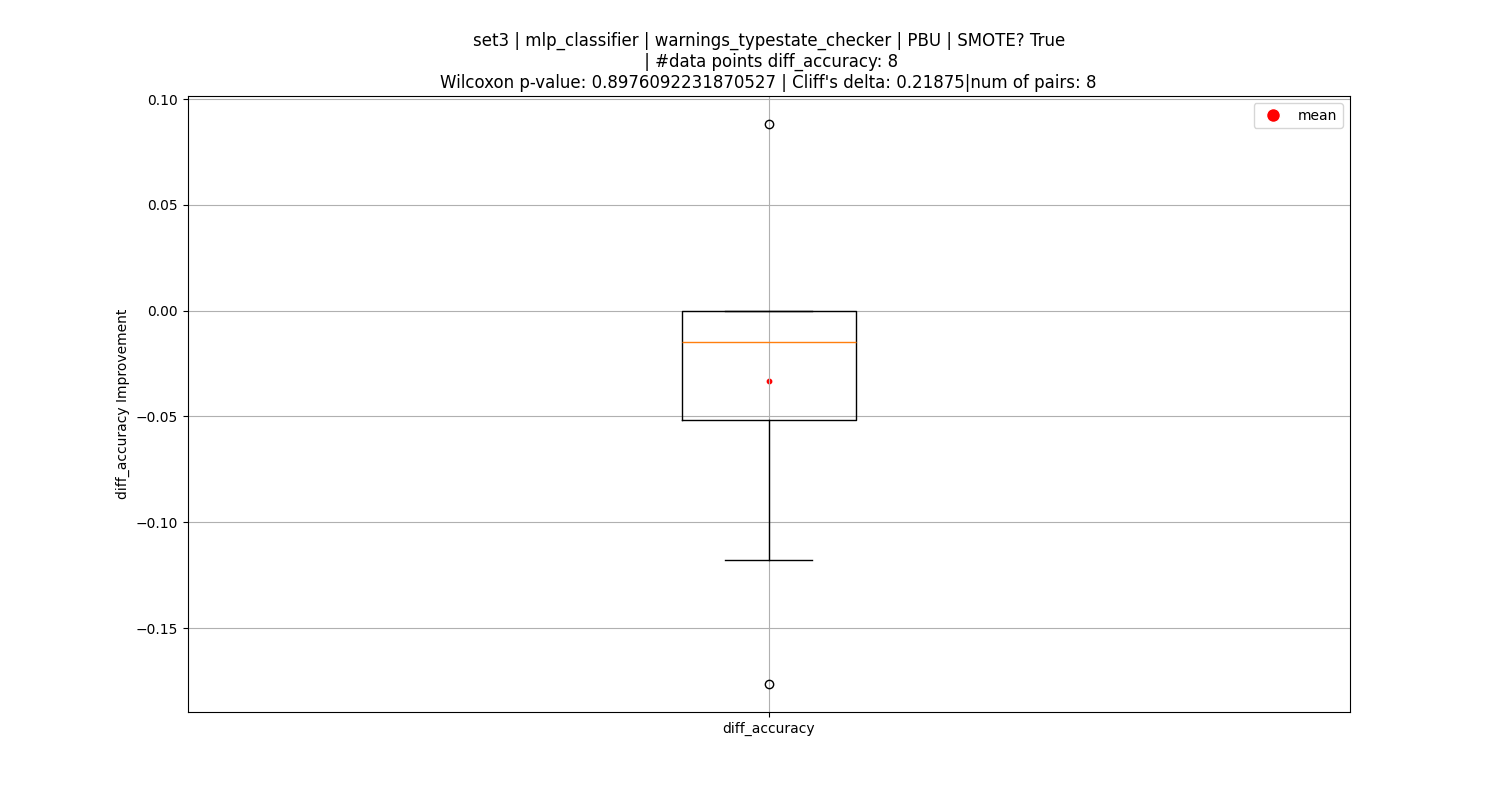 set3 | mlp_classifier | warnings_typestate_checker | PBU | SMOTE? True
| #data points diff_accuracy: 8
Wilcoxon p-value: 0.8976092231870527 | Cliff's delta: 0.21875|num of pairs: 8
mean
0.10
0.05
0.00
−0.05
−0.10
−0.15
diff_accuracy Improvement
diff_accuracy